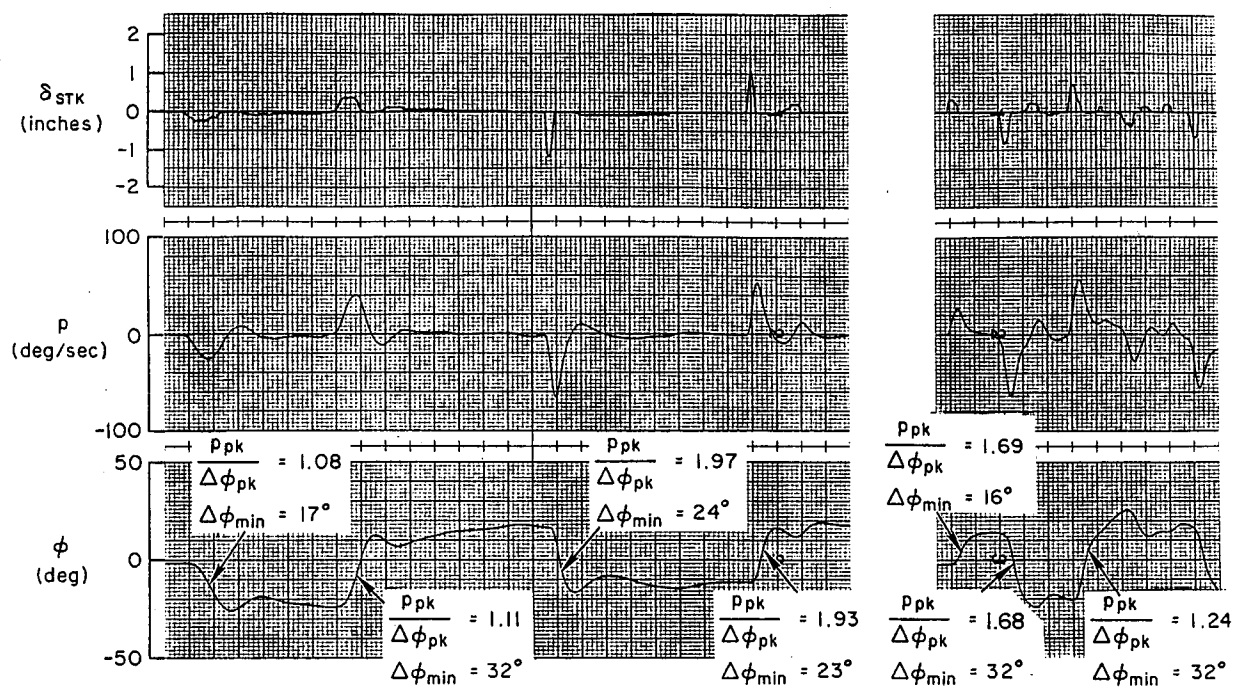 2
1
δSTK
0
(inches)
-1
-2
100
p
0
(deg/sec)
-100
50
φ
0
(deg)
-50
ppk
Δφpk
= 1.08
Δφmin = 17°
ppk
Δφpk
= 1.11
Δφmin = 32°
ppk
Δφpk
= 1.97
Δφmin = 24°
ppk
Δφpk
= 1.93
Δφmin = 23°
ppk
Δφpk
= 1.69
Δφmin = 16°
ppk
Δφpk
= 1.68
Δφmin = 32°
ppk
Δφpk
= 1.24
Δφmin = 32°